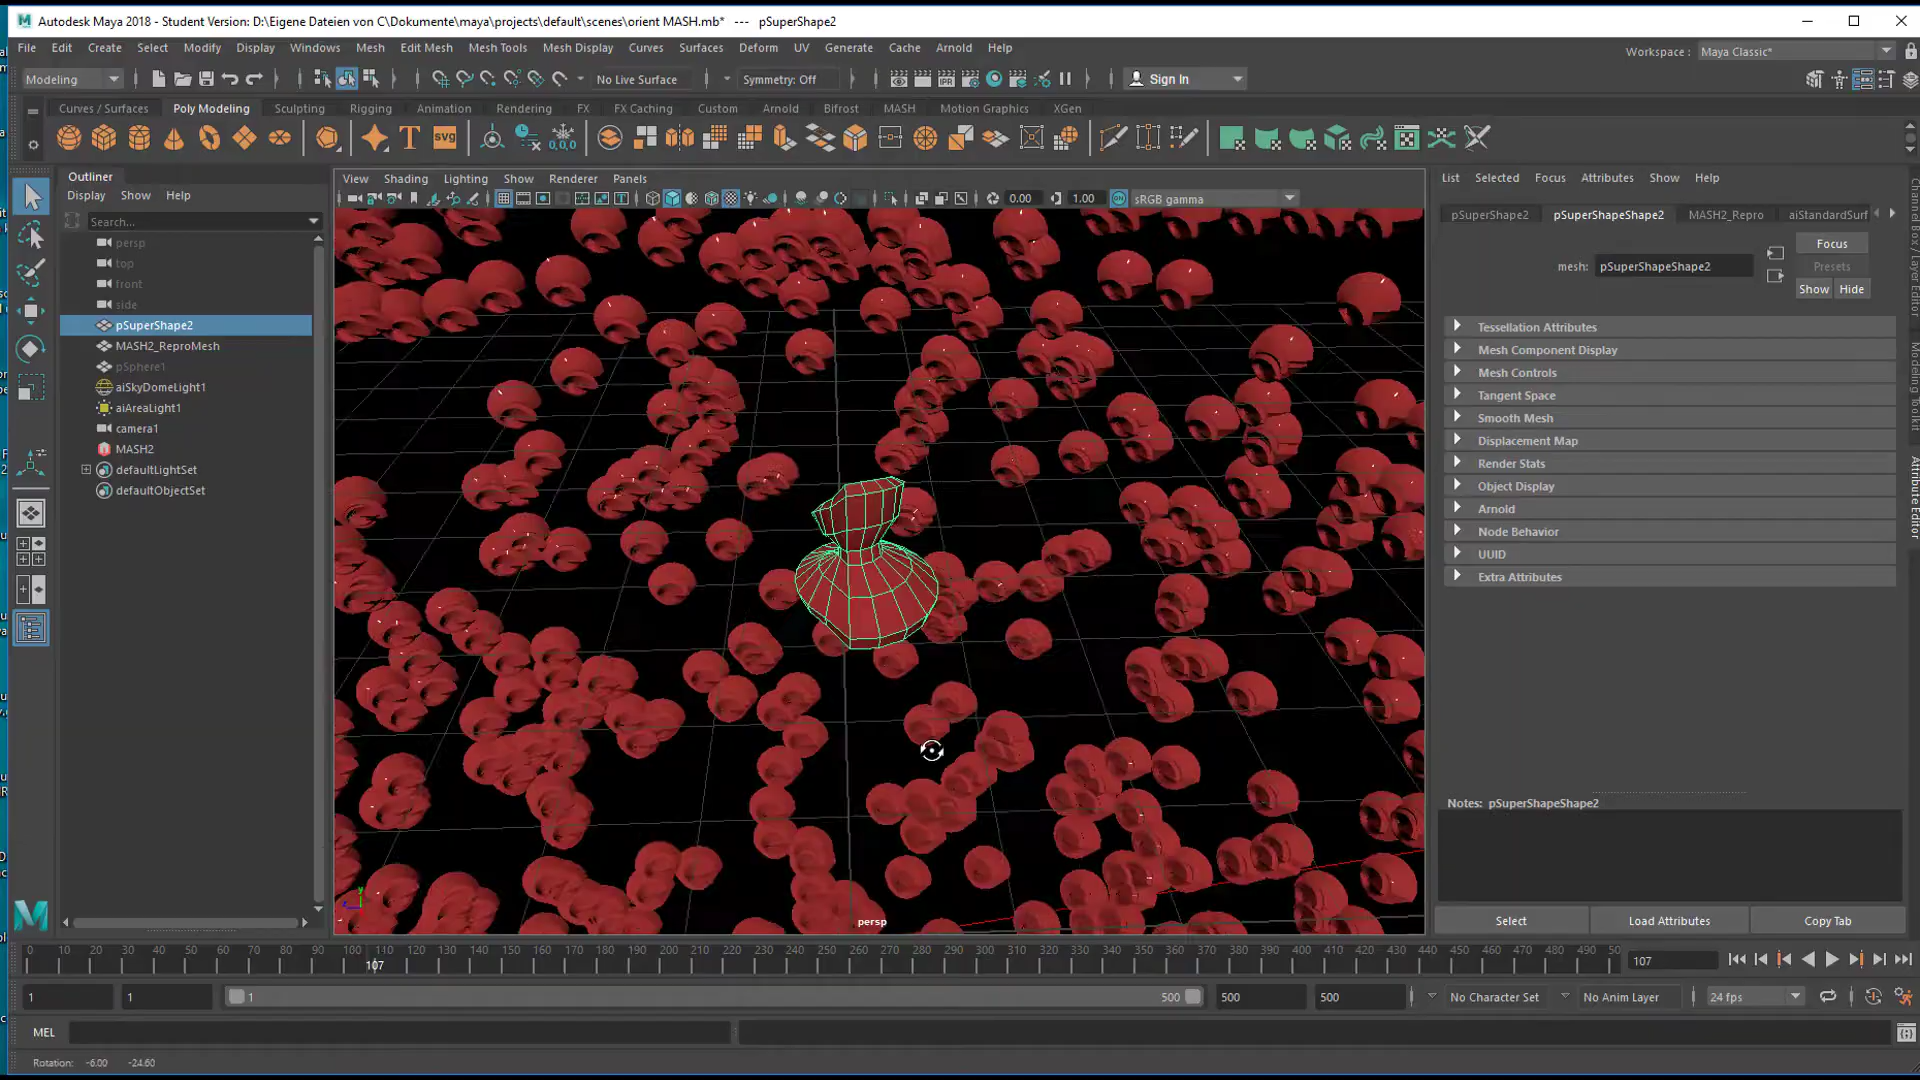 Autodesk Maya 2018 - Student Version: D:\Eigene Dateien von C\Dokumente\maya\projects\default\scenes\orient MASH.mb* --- pSuperShape2
File Edit Create Select Modify Display Windows Mesh Edit Mesh Mesh Tools Mesh Display Curves Surfaces Deform UV Generate Cache Arnold Help
Workspace : Maya Classic*
Modeling No Live Surface Symmetry: Off Sign In
Curves / Surfaces Poly Modeling Sculpting Rigging Animation Rendering FX FX Caching Custom Arnold Bifrost MASH Motion Graphics XGen
Outliner
Display Show Help
Search...
persp
top
front
side
pSuperShape2
MASH2_ReproMesh
pSphere1
aiSkyDomeLight1
aiAreaLight1
camera1
MASH2
defaultLightSet
defaultObjectSet
View Shading Lighting Show Renderer Panels
0.00 1.00 sRGB gamma
persp
List Selected Focus Attributes Show Help
pSuperShape2 pSuperShapeShape2 MASH2_Repro aiStandardSurf
mesh: pSuperShapeShape2
Focus
Presets
Show Hide
Tessellation Attributes
Mesh Component Display
Mesh Controls
Tangent Space
Smooth Mesh
Displacement Map
Render Stats
Object Display
Arnold
Node Behavior
UUID
Extra Attributes
Notes: pSuperShapeShape2
Select Load Attributes Copy Tab
Channel Box / Layer Editor
Modeling Toolkit
Attribute Editor
0 10 20 30 40 50 60 70 80 90 100 110 120 130 140 150 160 170 180 190 200 210 220 230 240 250 260 270 280 290 300 310 320 330 340 350 360 370 380 390 400 410 420 430 440 450 460 470 480 490 50
107
107
1 1 1 500 500 500 No Character Set No Anim Layer 24 fps
MEL
Rotation: -6.00 -24.60